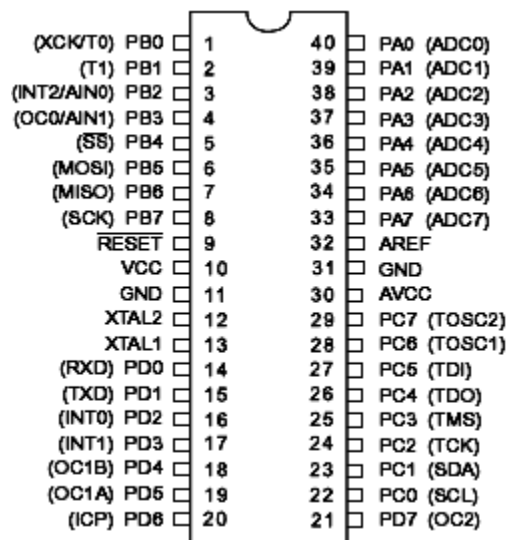 (XCK/T0) PB0 1 40 PA0 (ADC0)
(T1) PB1 2 39 PA1 (ADC1)
(INT2/AIN0) PB2 3 38 PA2 (ADC2)
(OC0/AIN1) PB3 4 37 PA3 (ADC3)
(S̅S̅) PB4 5 36 PA4 (ADC4)
(MOSI) PB5 6 35 PA5 (ADC5)
(MISO) PB6 7 34 PA6 (ADC6)
(SCK) PB7 8 33 PA7 (ADC7)
R̅E̅S̅E̅T̅ 9 32 AREF
VCC 10 31 GND
GND 11 30 AVCC
XTAL2 12 29 PC7 (TOSC2)
XTAL1 13 28 PC6 (TOSC1)
(RXD) PD0 14 27 PC5 (TDI)
(TXD) PD1 15 26 PC4 (TDO)
(INT0) PD2 16 25 PC3 (TMS)
(INT1) PD3 17 24 PC2 (TCK)
(OC1B) PD4 18 23 PC1 (SDA)
(OC1A) PD5 19 22 PC0 (SCL)
(ICP) PD6 20 21 PD7 (OC2)